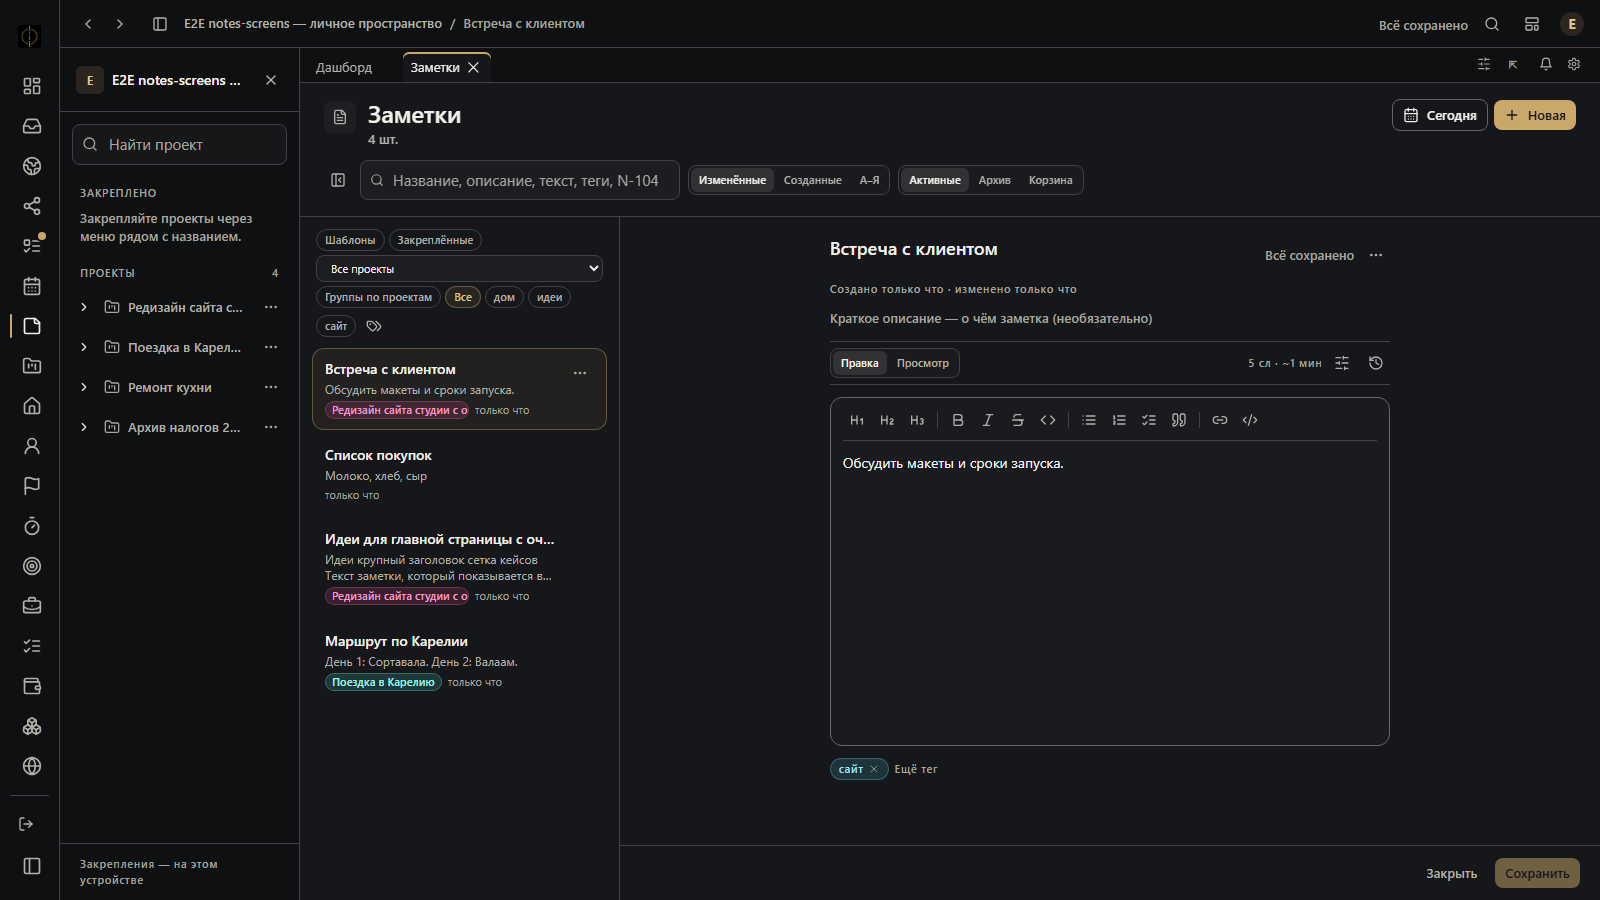 E2E notes-screens — личное пространство / Встреча с клиентом
Всё сохранено
E
E
E2E notes-screens ...
Найти проект
ЗАКРЕПЛЕНО
Закрепляйте проекты через
меню рядом с названием.
ПРОЕКТЫ 4
Редизайн сайта с...
Поездка в Карел...
Ремонт кухни
Архив налогов 2...
Закрепления — на этом
устройстве
Дашборд
Заметки
Заметки
4 шт.
Сегодня
Новая
Название, описание, текст, теги, N-104
Изменённые Созданные А–Я
Активные Архив Корзина
Шаблоны Закреплённые
Все проекты
Группы по проектам Все дом идеи
сайт
Встреча с клиентом
Обсудить макеты и сроки запуска.
Редизайн сайта студии с о только что
Список покупок
Молоко, хлеб, сыр
только что
Идеи для главной страницы с оч...
Идеи крупный заголовок сетка кейсов
Текст заметки, который показывается в...
Редизайн сайта студии с о только что
Маршрут по Карелии
День 1: Сортавала. День 2: Валаам.
Поездка в Карелию только что
Встреча с клиентом
Всё сохранено
Создано только что · изменено только что
Краткое описание — о чём заметка (необязательно)
Правка Просмотр
5 сл · ~1 мин
H1 H2 H3
Обсудить макеты и сроки запуска.
сайт Ещё тег
Закрыть
Сохранить